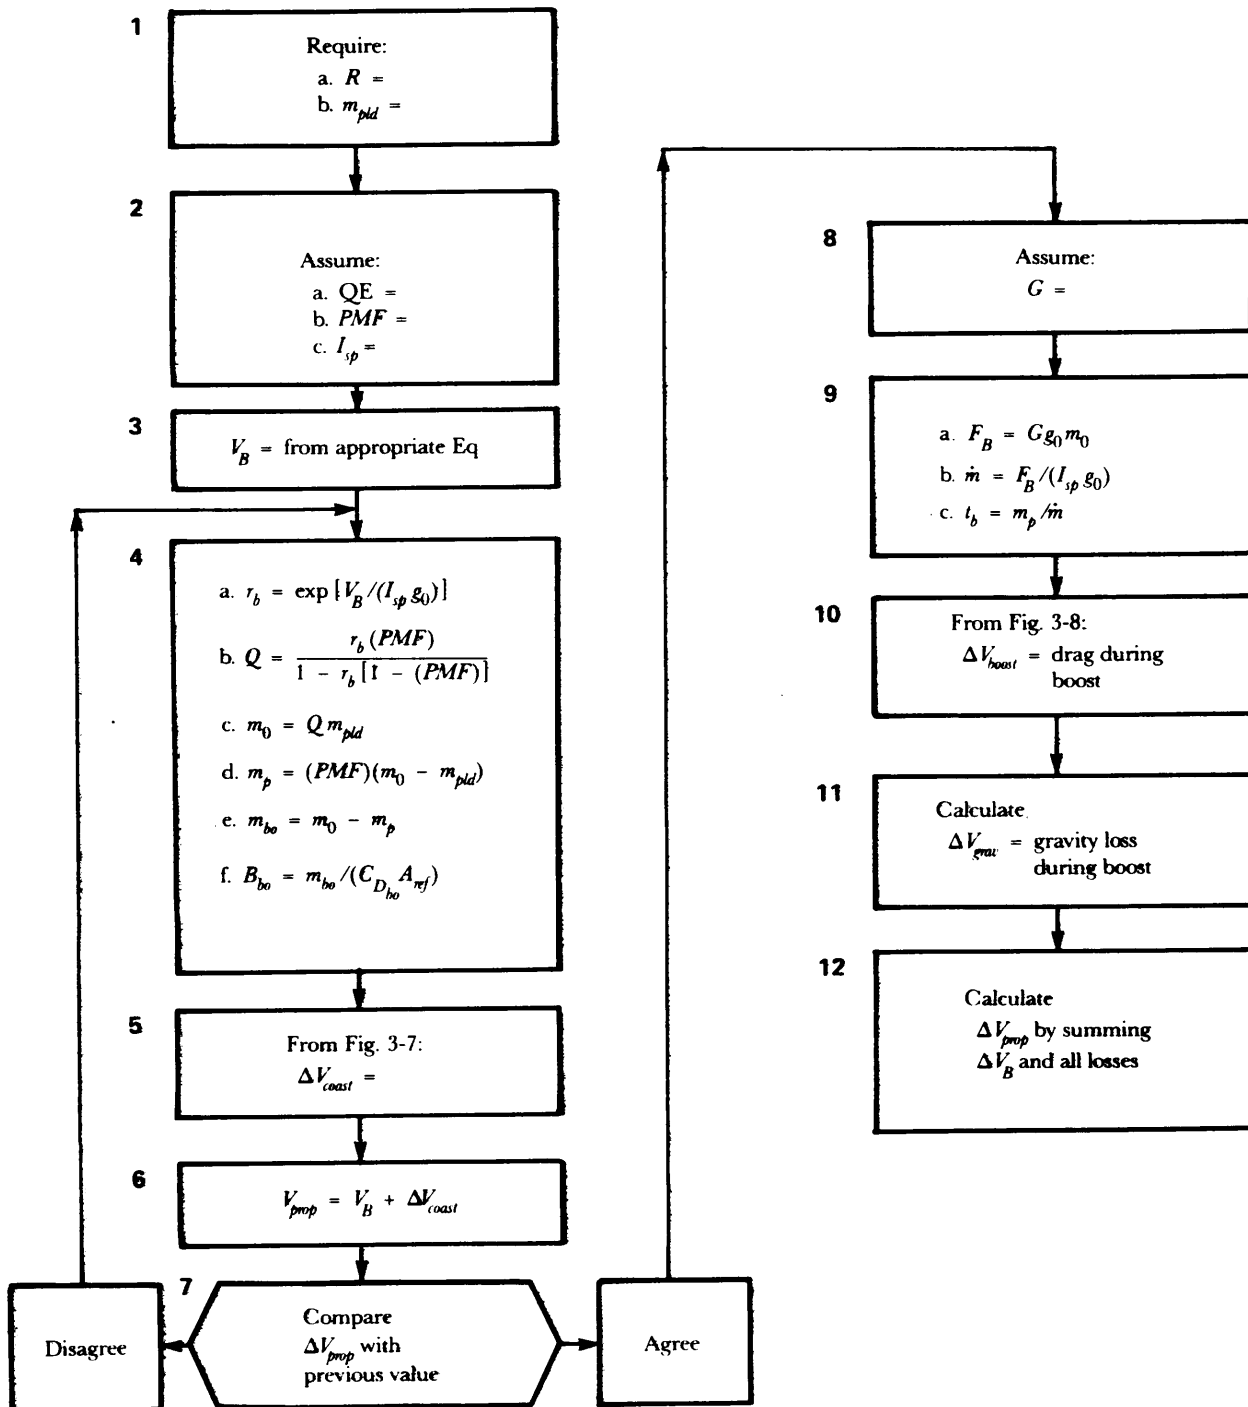 1
Require:
a. R =
b. m_pld =
2
Assume:
a. QE =
b. PMF =
c. I_sp =
3
V_B = from appropriate Eq
4
a. r_b = exp [V_B/(I_sp g_0)]
b. Q = r_b (PMF) / 1 − r_b [1 − (PMF)]
c. m_0 = Q m_pld
d. m_p = (PMF)(m_0 − m_pld)
e. m_bo = m_0 − m_p
f. B_bo = m_bo/(C_D_bo A_ref)
5
From Fig. 3-7:
ΔV_coast =
6
V_prop = V_B + ΔV_coast
7
Compare
ΔV_prop with
previous value
Disagree
Agree
8
Assume:
G =
9
a. F_B = Gg_0 m_0
b. ṁ = F_B/(I_sp g_0)
c. t_b = m_p/ṁ
10
From Fig. 3-8:
ΔV_boost = drag during
boost
11
Calculate
ΔV_grav = gravity loss
during boost
12
Calculate
ΔV_prop by summing
ΔV_B and all losses